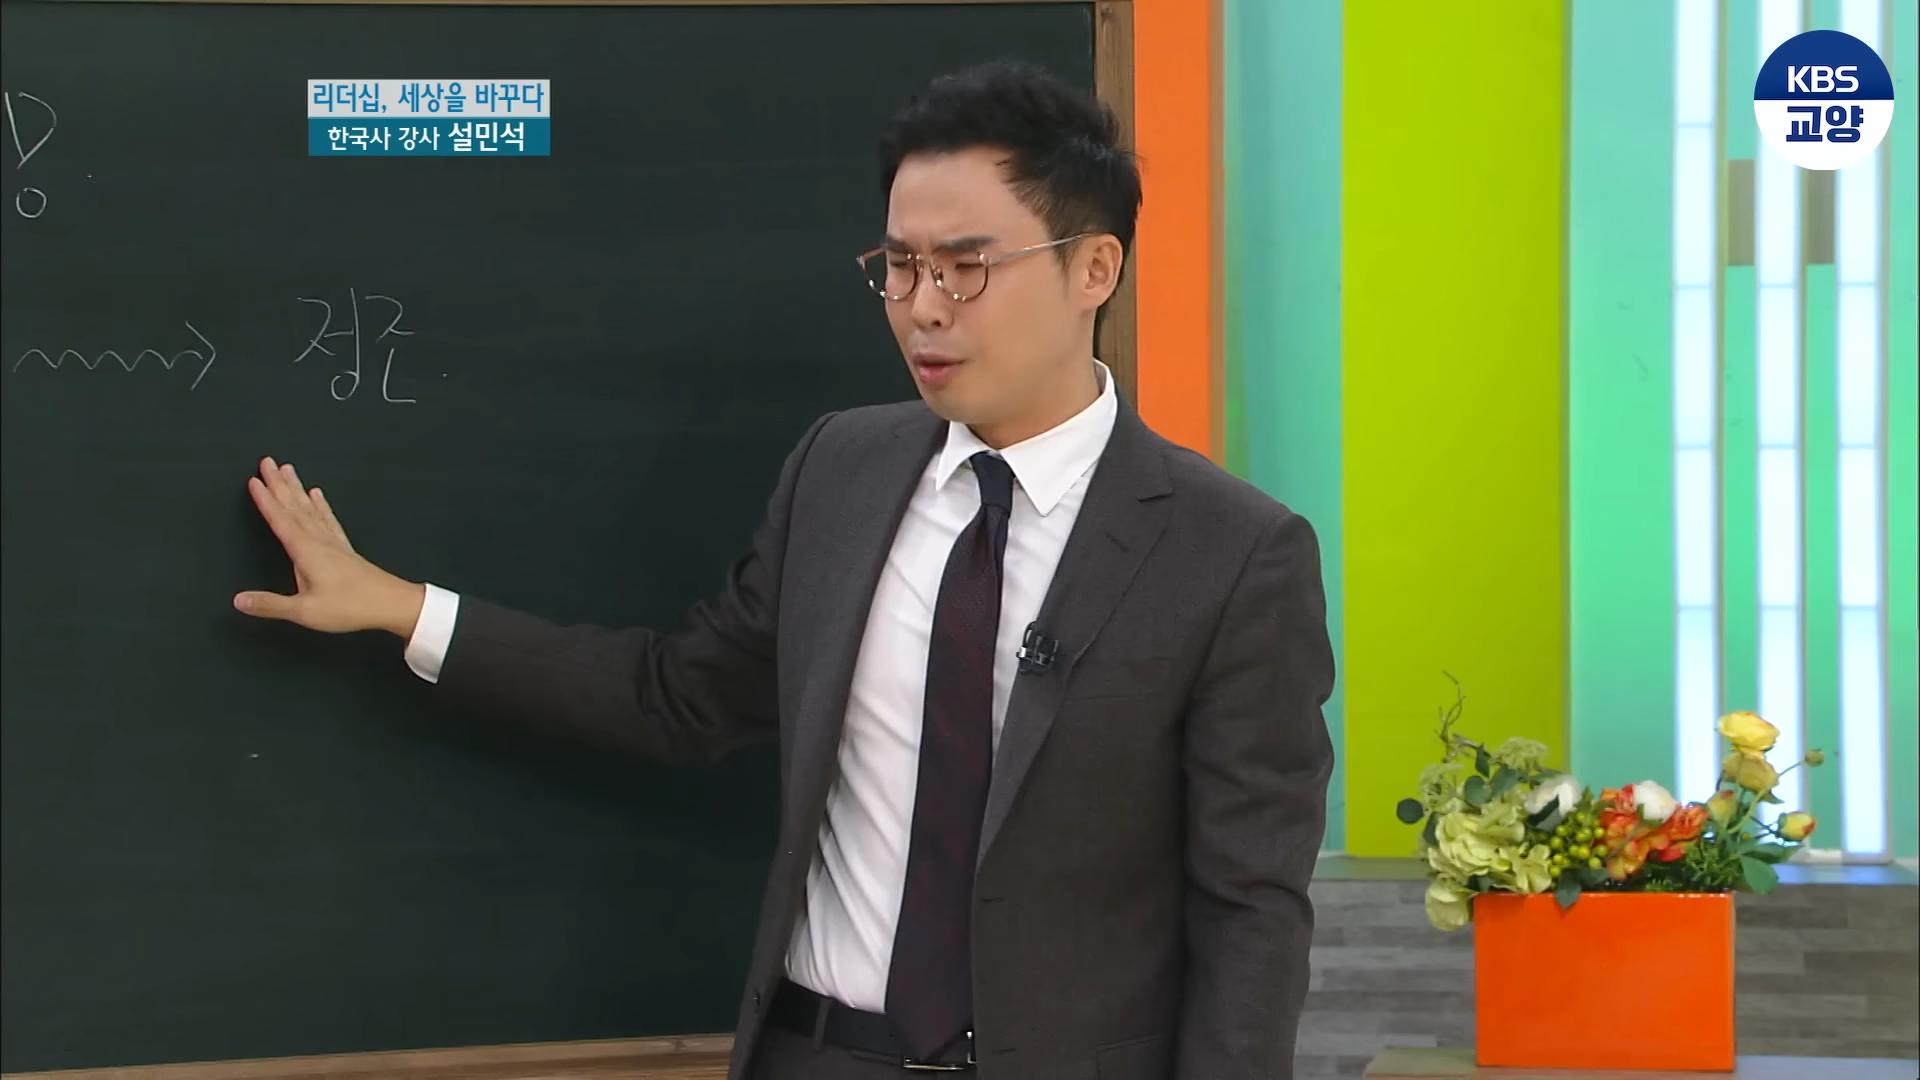 리더십, 세상을 바꾸다
한국사 강사 설민석
KBS
교양
정조.